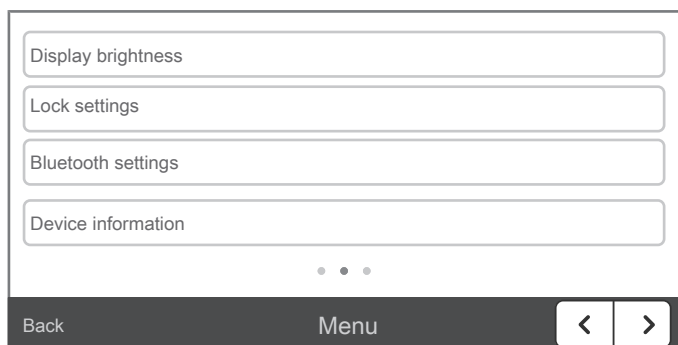 Display brightness
Lock settings
Bluetooth settings
Device information
Back Menu